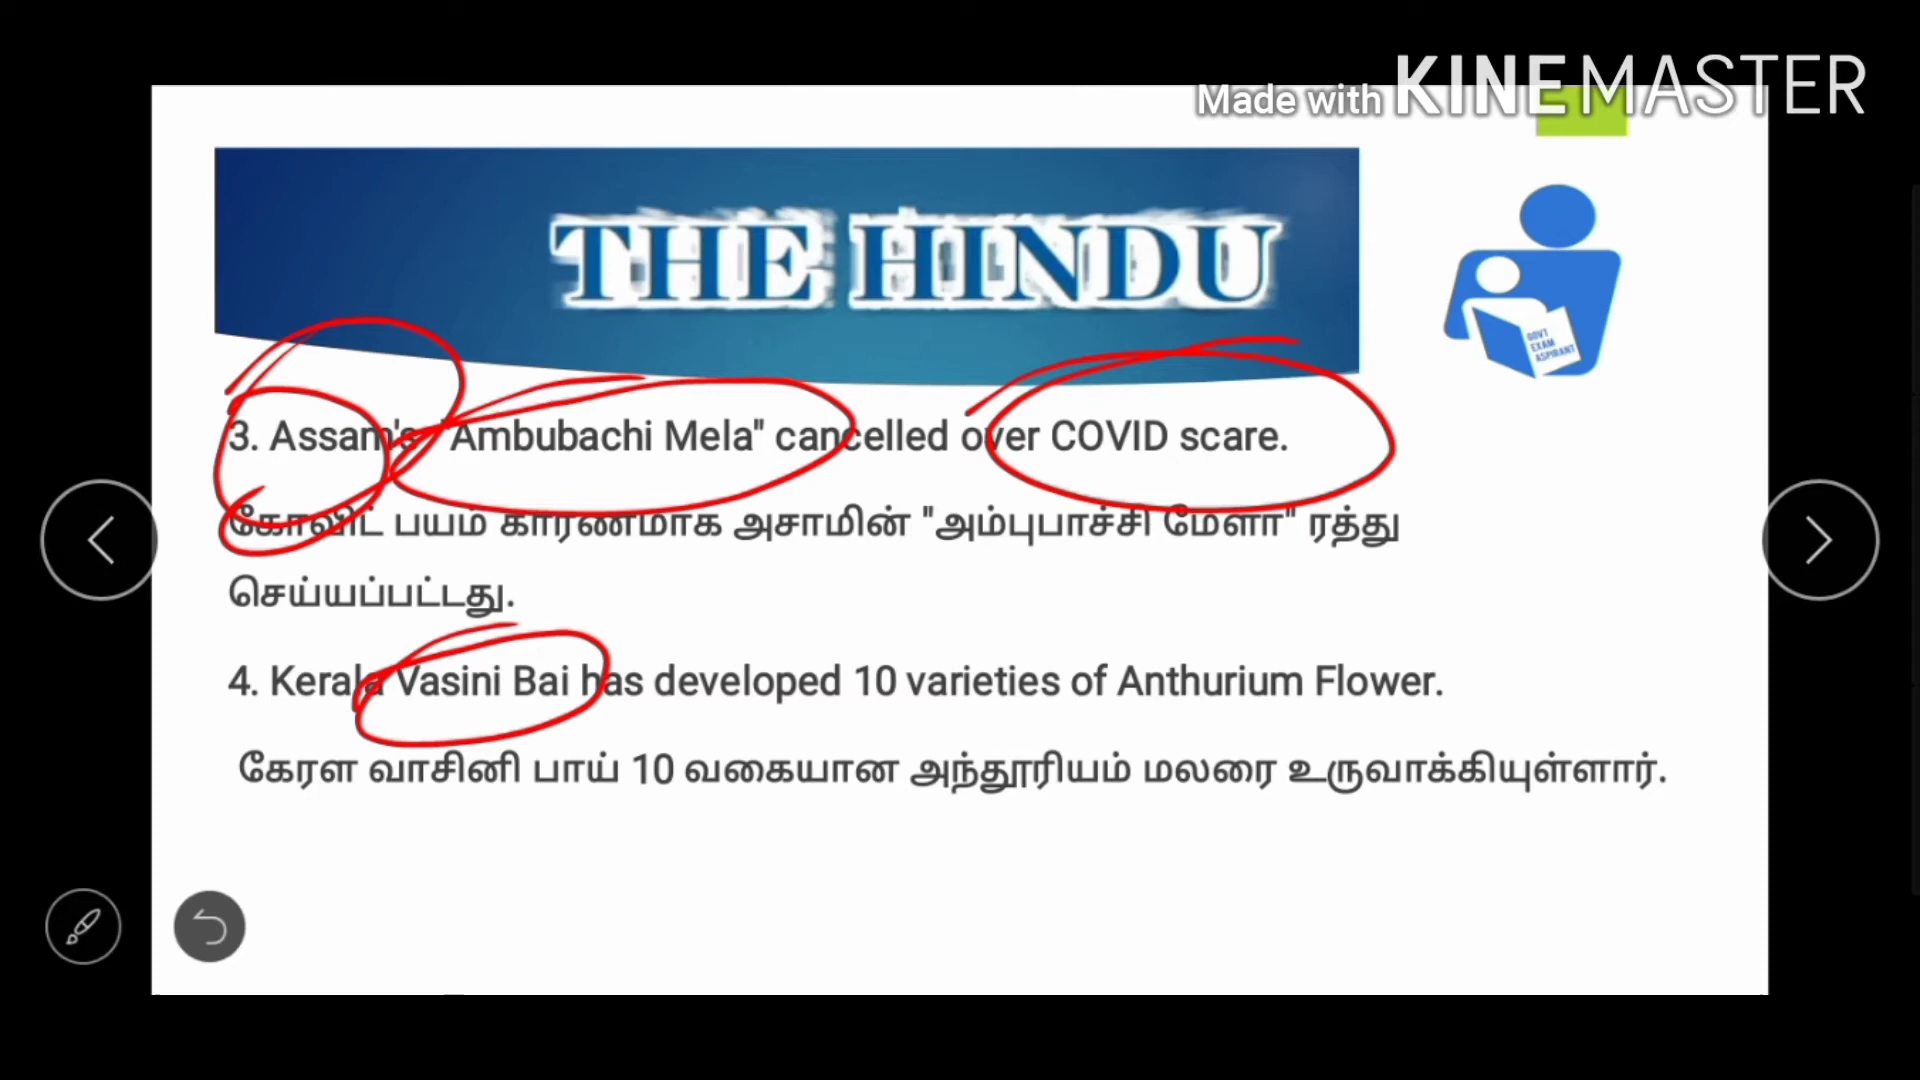 Made with KINEMASTER
THE HINDU
GOVT
EXAM
ASPIRANT
3. Assam's "Ambubachi Mela" cancelled over COVID scare.
கோவிட் பயம் காரணமாக அசாமின் "அம்புபாச்சி மேளா" ரத்து
செய்யப்பட்டது.
4. Kerala Vasini Bai has developed 10 varieties of Anthurium Flower.
கேரள வாசினி பாய் 10 வகையான அந்தூரியம் மலரை உருவாக்கியுள்ளார்.